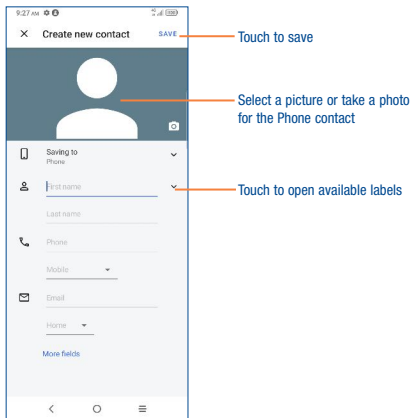 9:27 AM
Create new contact
SAVE
Touch to save
Select a picture or take a photo
for the Phone contact
Saving to
Phone
First name
Touch to open available labels
Last name
Phone
Mobile
Email
Home
More fields